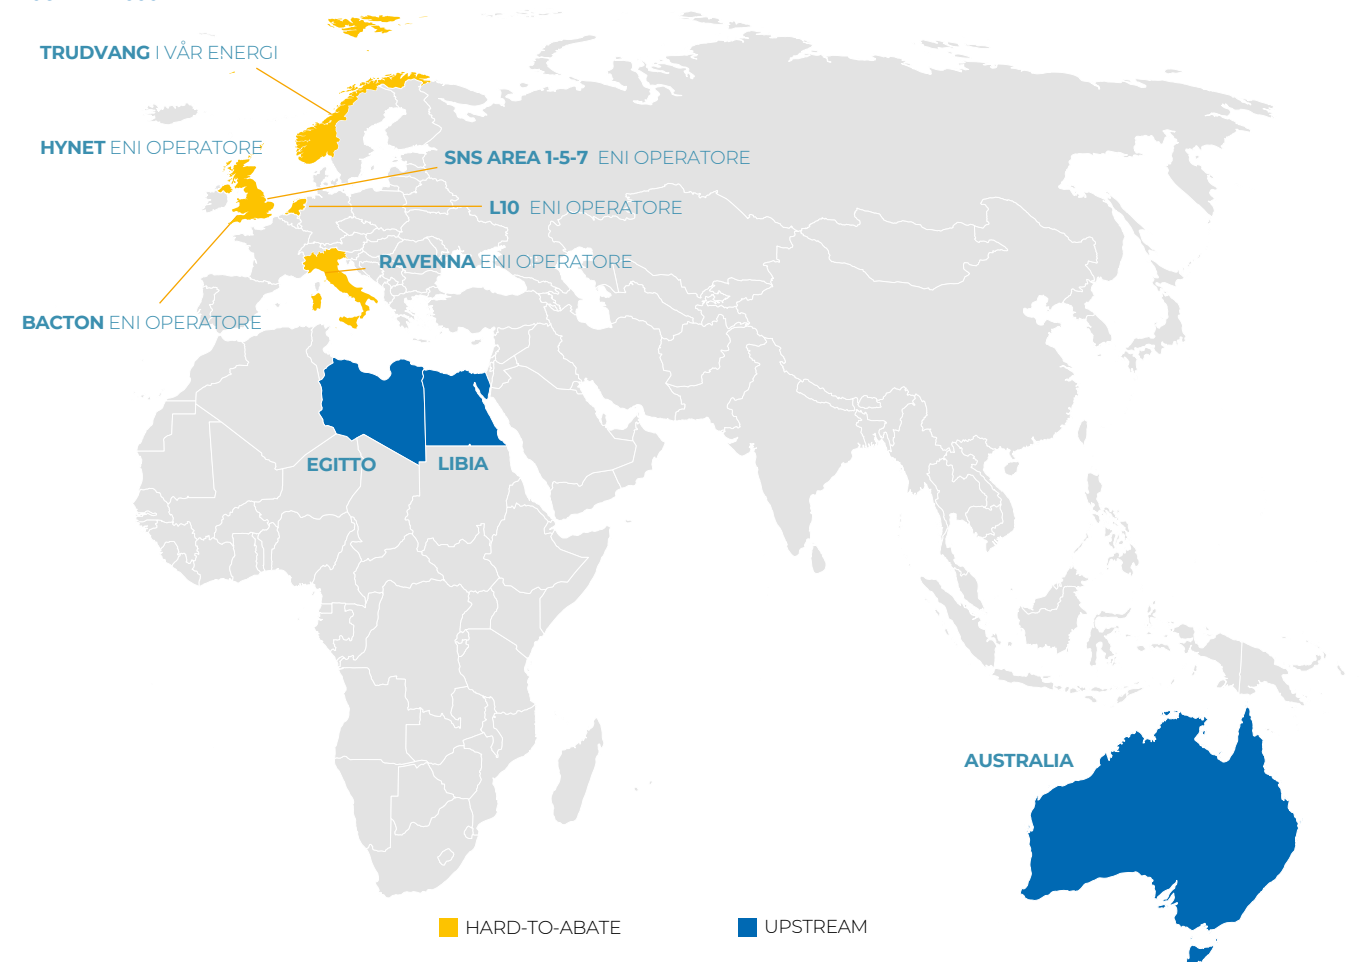 TRUDVANG I VÅR ENERGI
HYNET ENI OPERATORE
SNS AREA 1-5-7 ENI OPERATORE
L10 ENI OPERATORE
RAVENNA ENI OPERATORE
BACTON ENI OPERATORE
EGITTO
LIBIA
AUSTRALIA
HARD-TO-ABATE
UPSTREAM